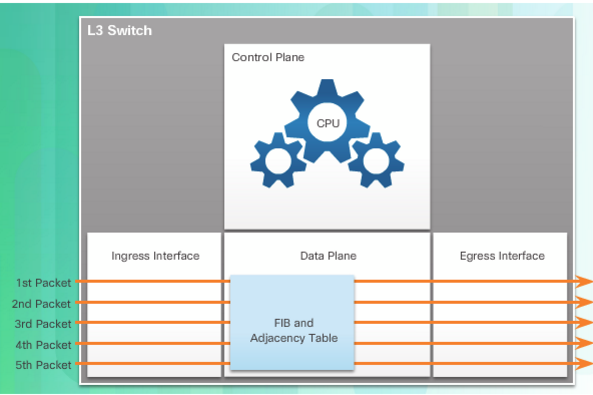 L3 Switch
Control Plane
CPU
Ingress Interface
Data Plane
Egress Interface
1st Packet
2nd Packet
3rd Packet
4th Packet
5th Packet
FIB and
Adjacency Table